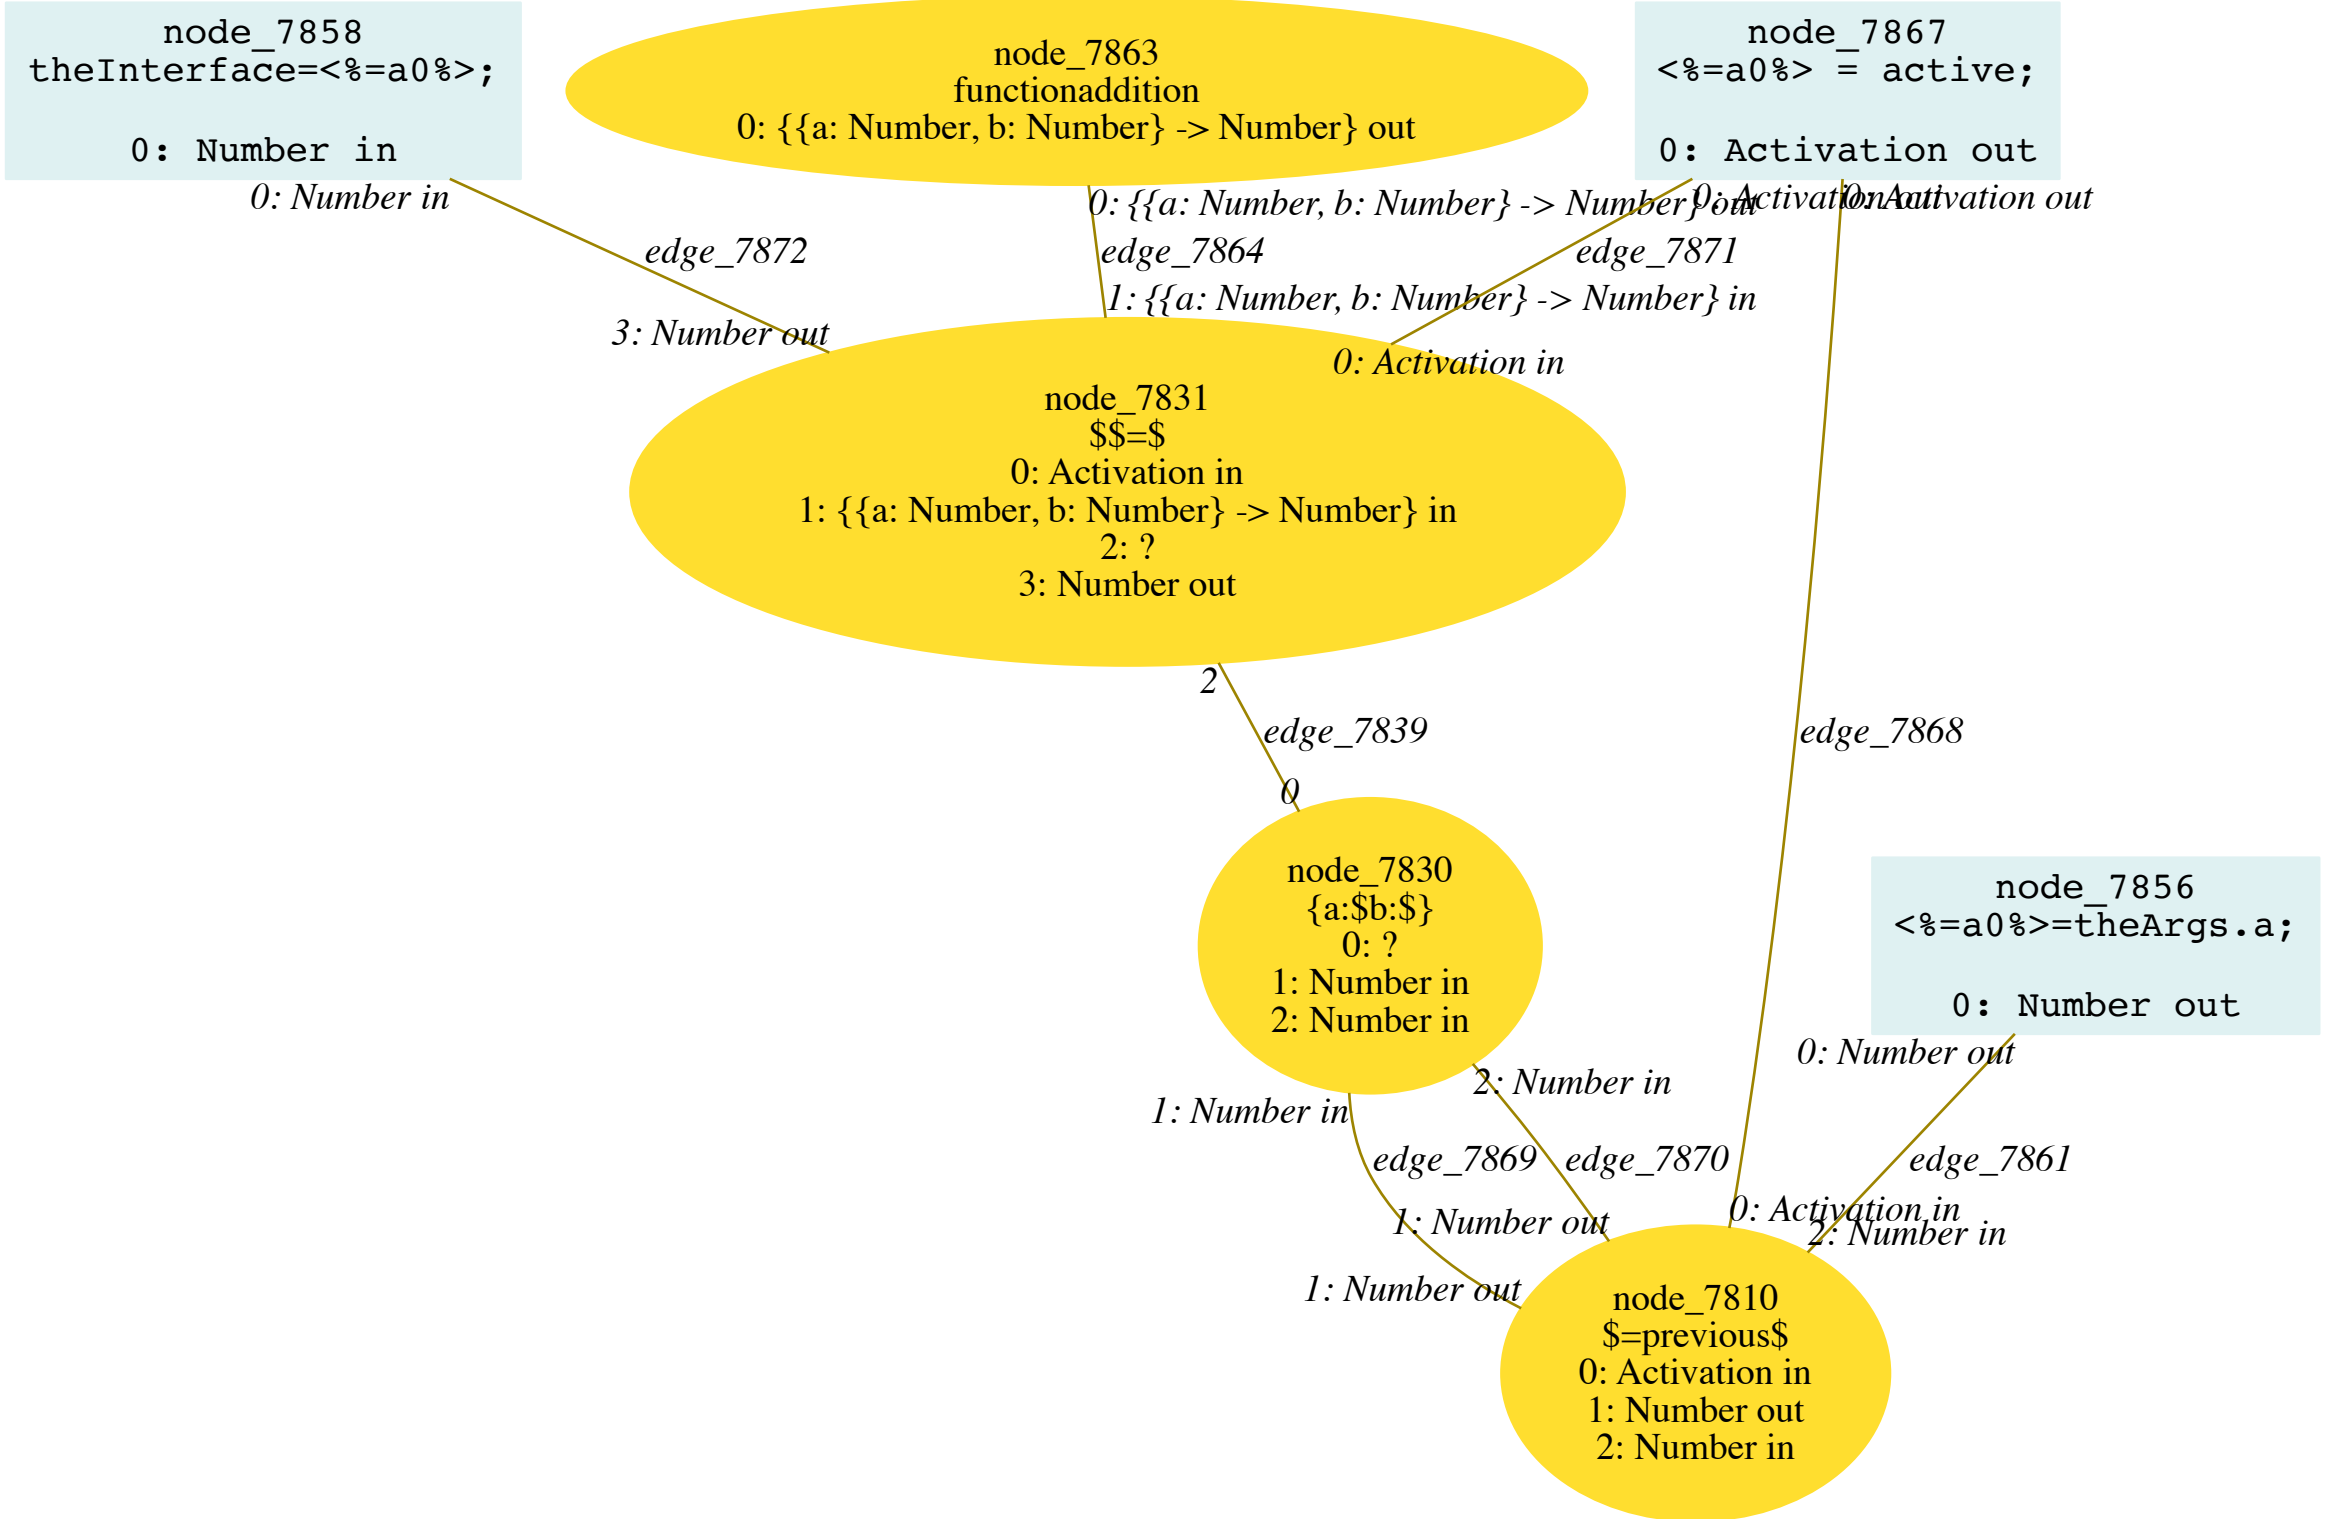 node_7858
theInterface=<%=a0%>;
0: Number in
node_7863
functionaddition
0: {{a: Number, b: Number} -> Number} out
node_7867
<%=a0%> = active;
0: Activation out
0: Number in
0: {{a: Number, b: Number} -> Number} out
0: Activation out
0: Activation out
edge_7872
edge_7864
edge_7871
1: {{a: Number, b: Number} -> Number} in
3: Number out
0: Activation in
node_7831
$$=$
0: Activation in
1: {{a: Number, b: Number} -> Number} in
2: ?
3: Number out
2
edge_7839
edge_7868
0
node_7830
{a:$b:$}
0: ?
1: Number in
2: Number in
node_7856
<%=a0%>=theArgs.a;
0: Number out
0: Number out
2: Number in
1: Number in
edge_7869
edge_7870
edge_7861
0: Activation in
1: Number out
2: Number in
1: Number out
node_7810
$=previous$
0: Activation in
1: Number out
2: Number in